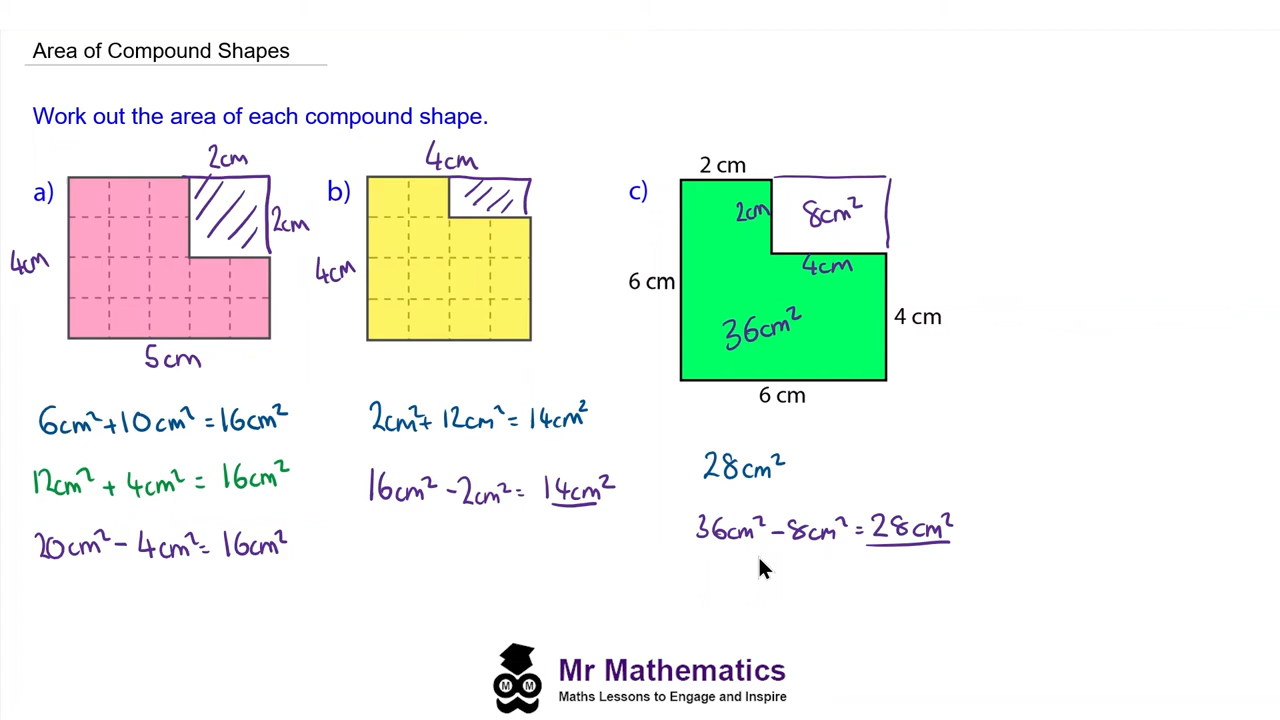 Area of Compound Shapes
Work out the area of each compound shape.
a)
2cm
2cm
4cm
5cm
6cm²+10cm²=16cm²
12cm² + 4cm² = 16cm²
20cm² - 4cm² = 16cm²
b)
4cm
4cm
2cm²+ 12cm² = 14cm²
16cm² - 2cm² = 14cm²
c)
2 cm
2cm
8cm²
4cm
6 cm
36cm²
4 cm
6 cm
28cm²
36cm² - 8cm² = 28cm²
M M
Mr Mathematics
Maths Lessons to Engage and Inspire